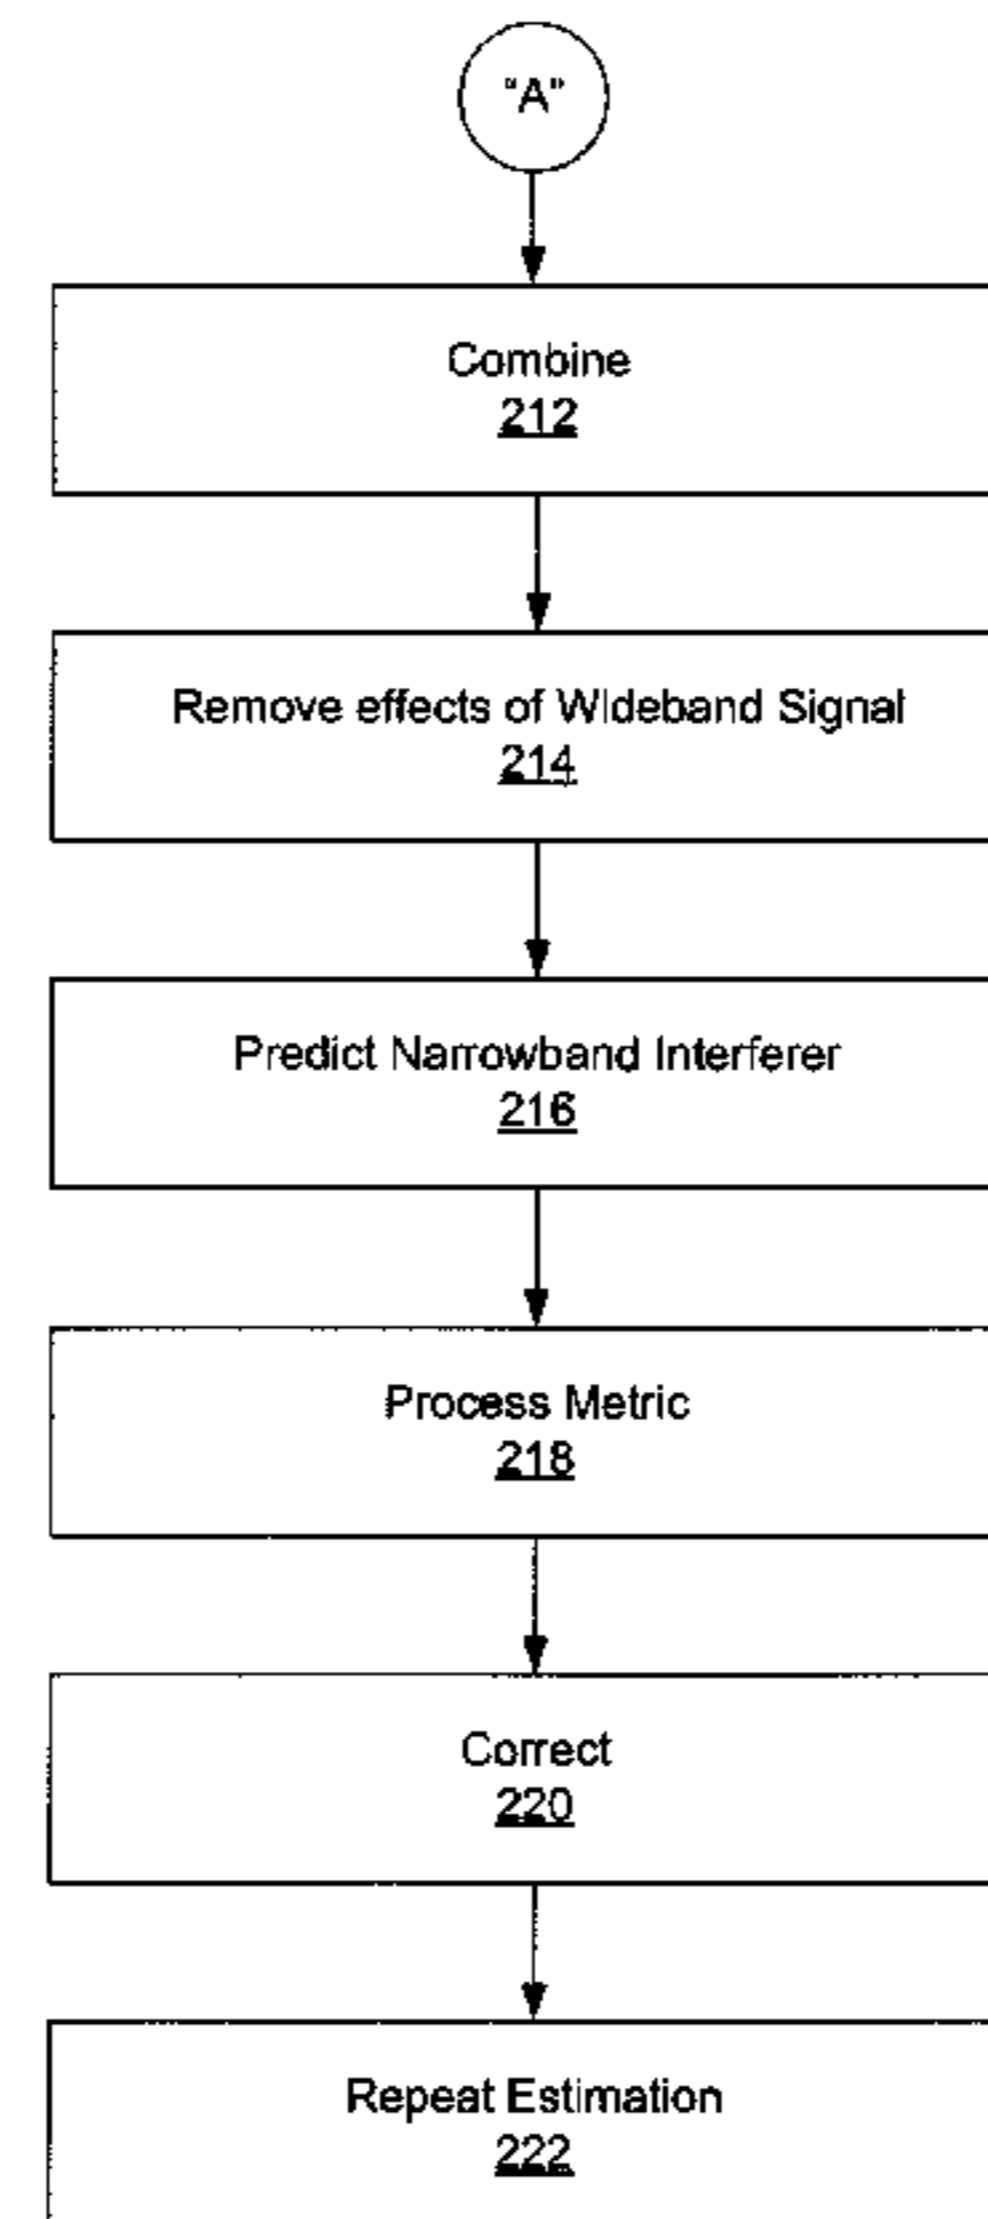 "A"
Combine
212
Remove effects of Wideband Signal
214
Predict Narrowband Interferer
216
Process Metric
218
Correct
220
Repeat Estimation
222